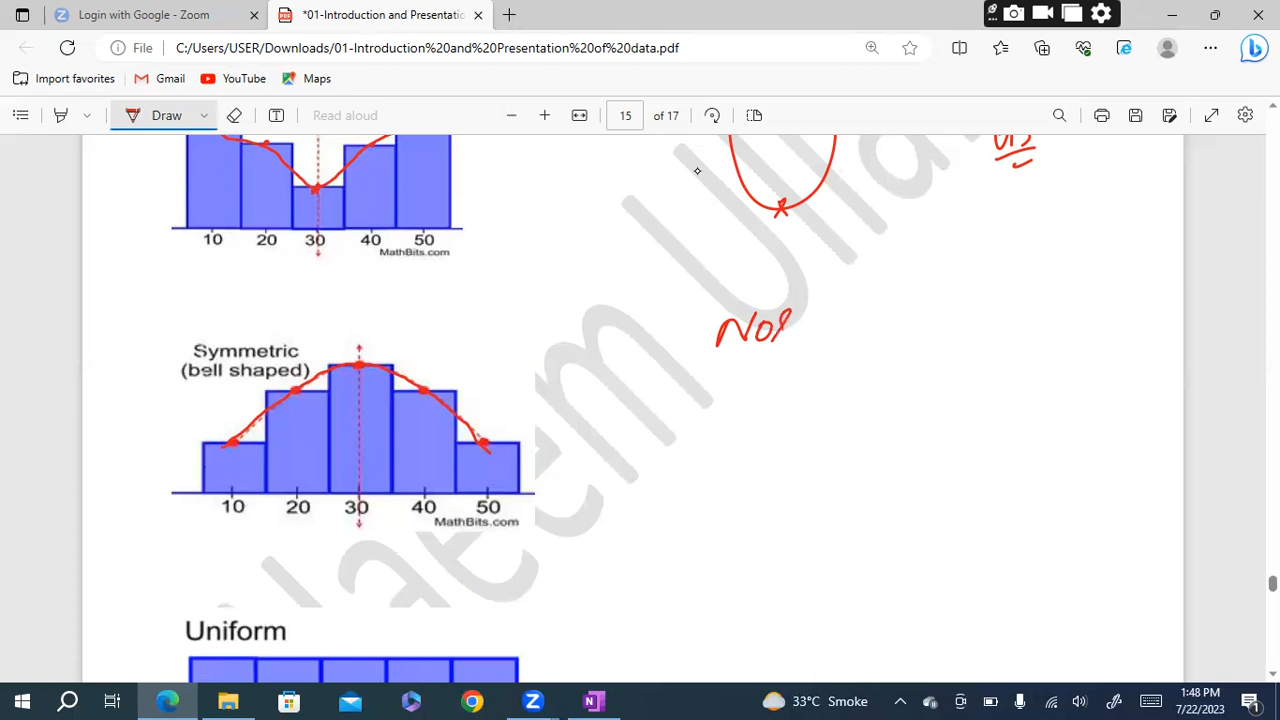 Login with Google - Zoom
*01-Introduction and Presentatio
File
C:/Users/USER/Downloads/01-Introduction%20and%20Presentation%20of%20data.pdf
Import favorites
Gmail
YouTube
Maps
Draw
Read aloud
15
of 17
10 20 30 40 50
MathBits.com
Symmetric
(bell shaped)
Nor
10 20 30 40 50
MathBits.com
Uniform
33°C Smoke
1:48 PM
7/22/2023
1